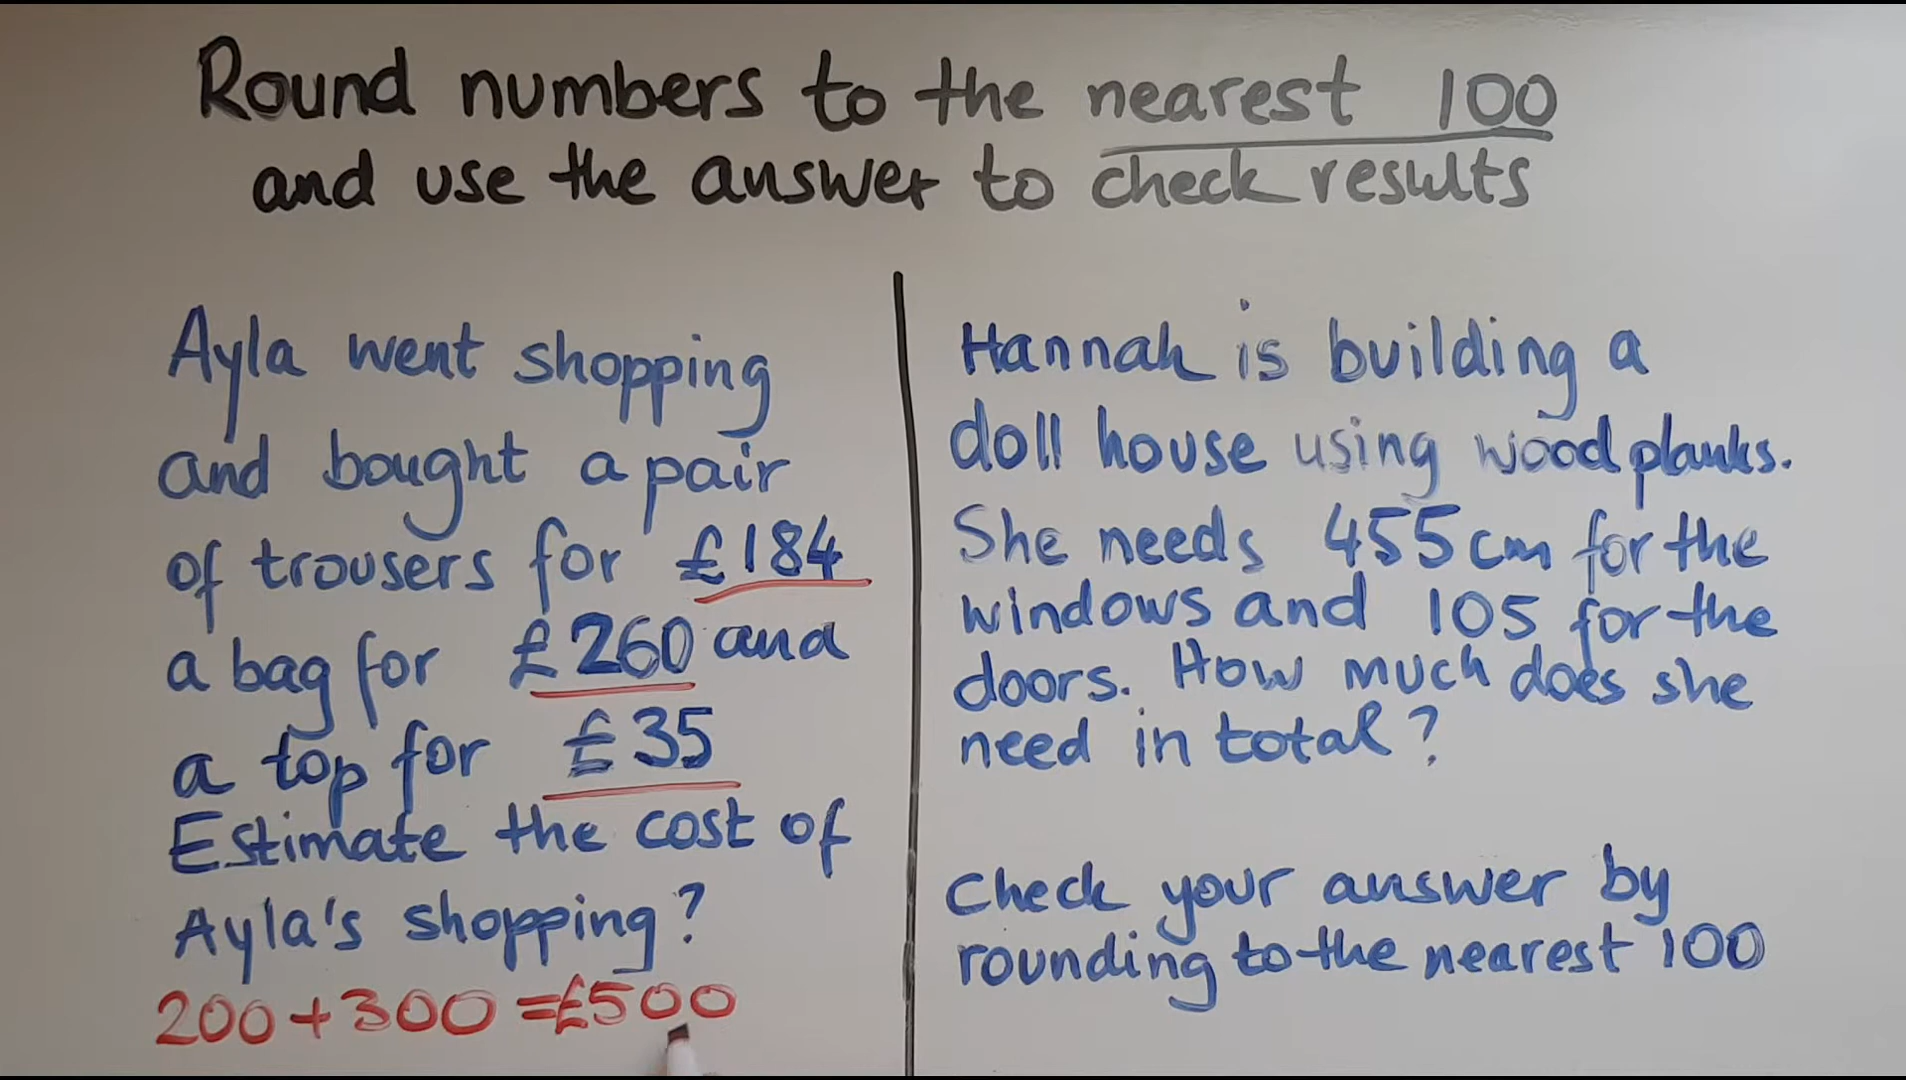 Round numbers to the nearest 100
and use the answer to check results
Ayla went shopping
and bought a pair
of trousers for £184
a bag for £260 and
a top for £35
Estimate the cost of
Ayla's shopping?
200 + 300 = £500
Hannah is building a
doll house using wood planks.
She needs 455cm for the
windows and 105 for the
doors. How much does she
need in total?
Check your answer by
rounding to the nearest 100